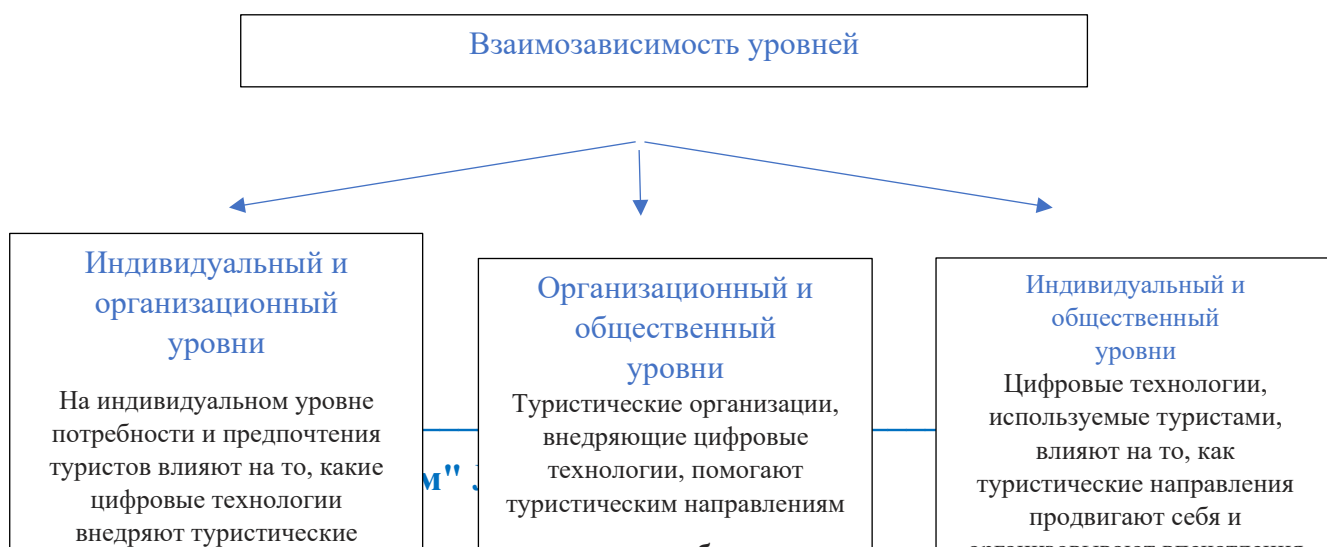 Взаимозависимость уровней
Индивидуальный и
организационный
уровни
На индивидуальном уровне
потребности и предпочтения
туристов влияют на то, какие
цифровые технологии
внедряют туристические
Организационный и
общественный
уровни
Туристические организации,
внедряющие цифровые
технологии, помогают
туристическим направлениям
Индивидуальный и
общественный
уровни
Цифровые технологии,
используемые туристами,
влияют на то, как
туристические направления
продвигают себя и
м"